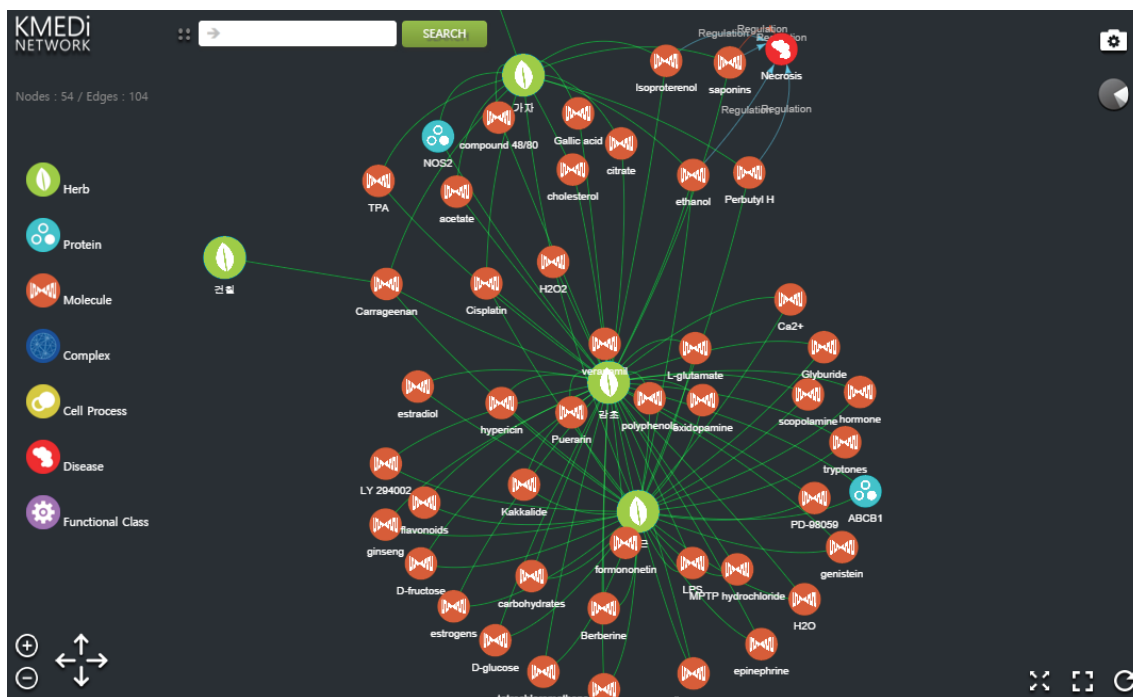 KMEDi
NETWORK
SEARCH
Nodes : 54 / Edges : 104
Herb
Protein
Molecule
Complex
Cell Process
Disease
Functional Class
Regulation
Regulation
Necrosis
Isoproterenol
saponins
Regulation
Regulation
가자
compound 48/80
Gallic acid
NOS2
citrate
cholesterol
ethanol
Perbutyl H
TPA
acetate
건칠
Carrageenan
Cisplatin
H2O2
Ca2+
verapamil
L-glutamate
Glyburide
estradiol
감초
hypericin
Puerarin
polyphenols
oxidopamine
scopolamine
hormone
tryptones
LY 294002
Kakkalide
PD-98059
ABCB1
flavonoids
ginseng
formononetin
genistein
D-fructose
carbohydrates
LPS
MPTP hydrochloride
estrogens
Berberine
H2O
D-glucose
epinephrine